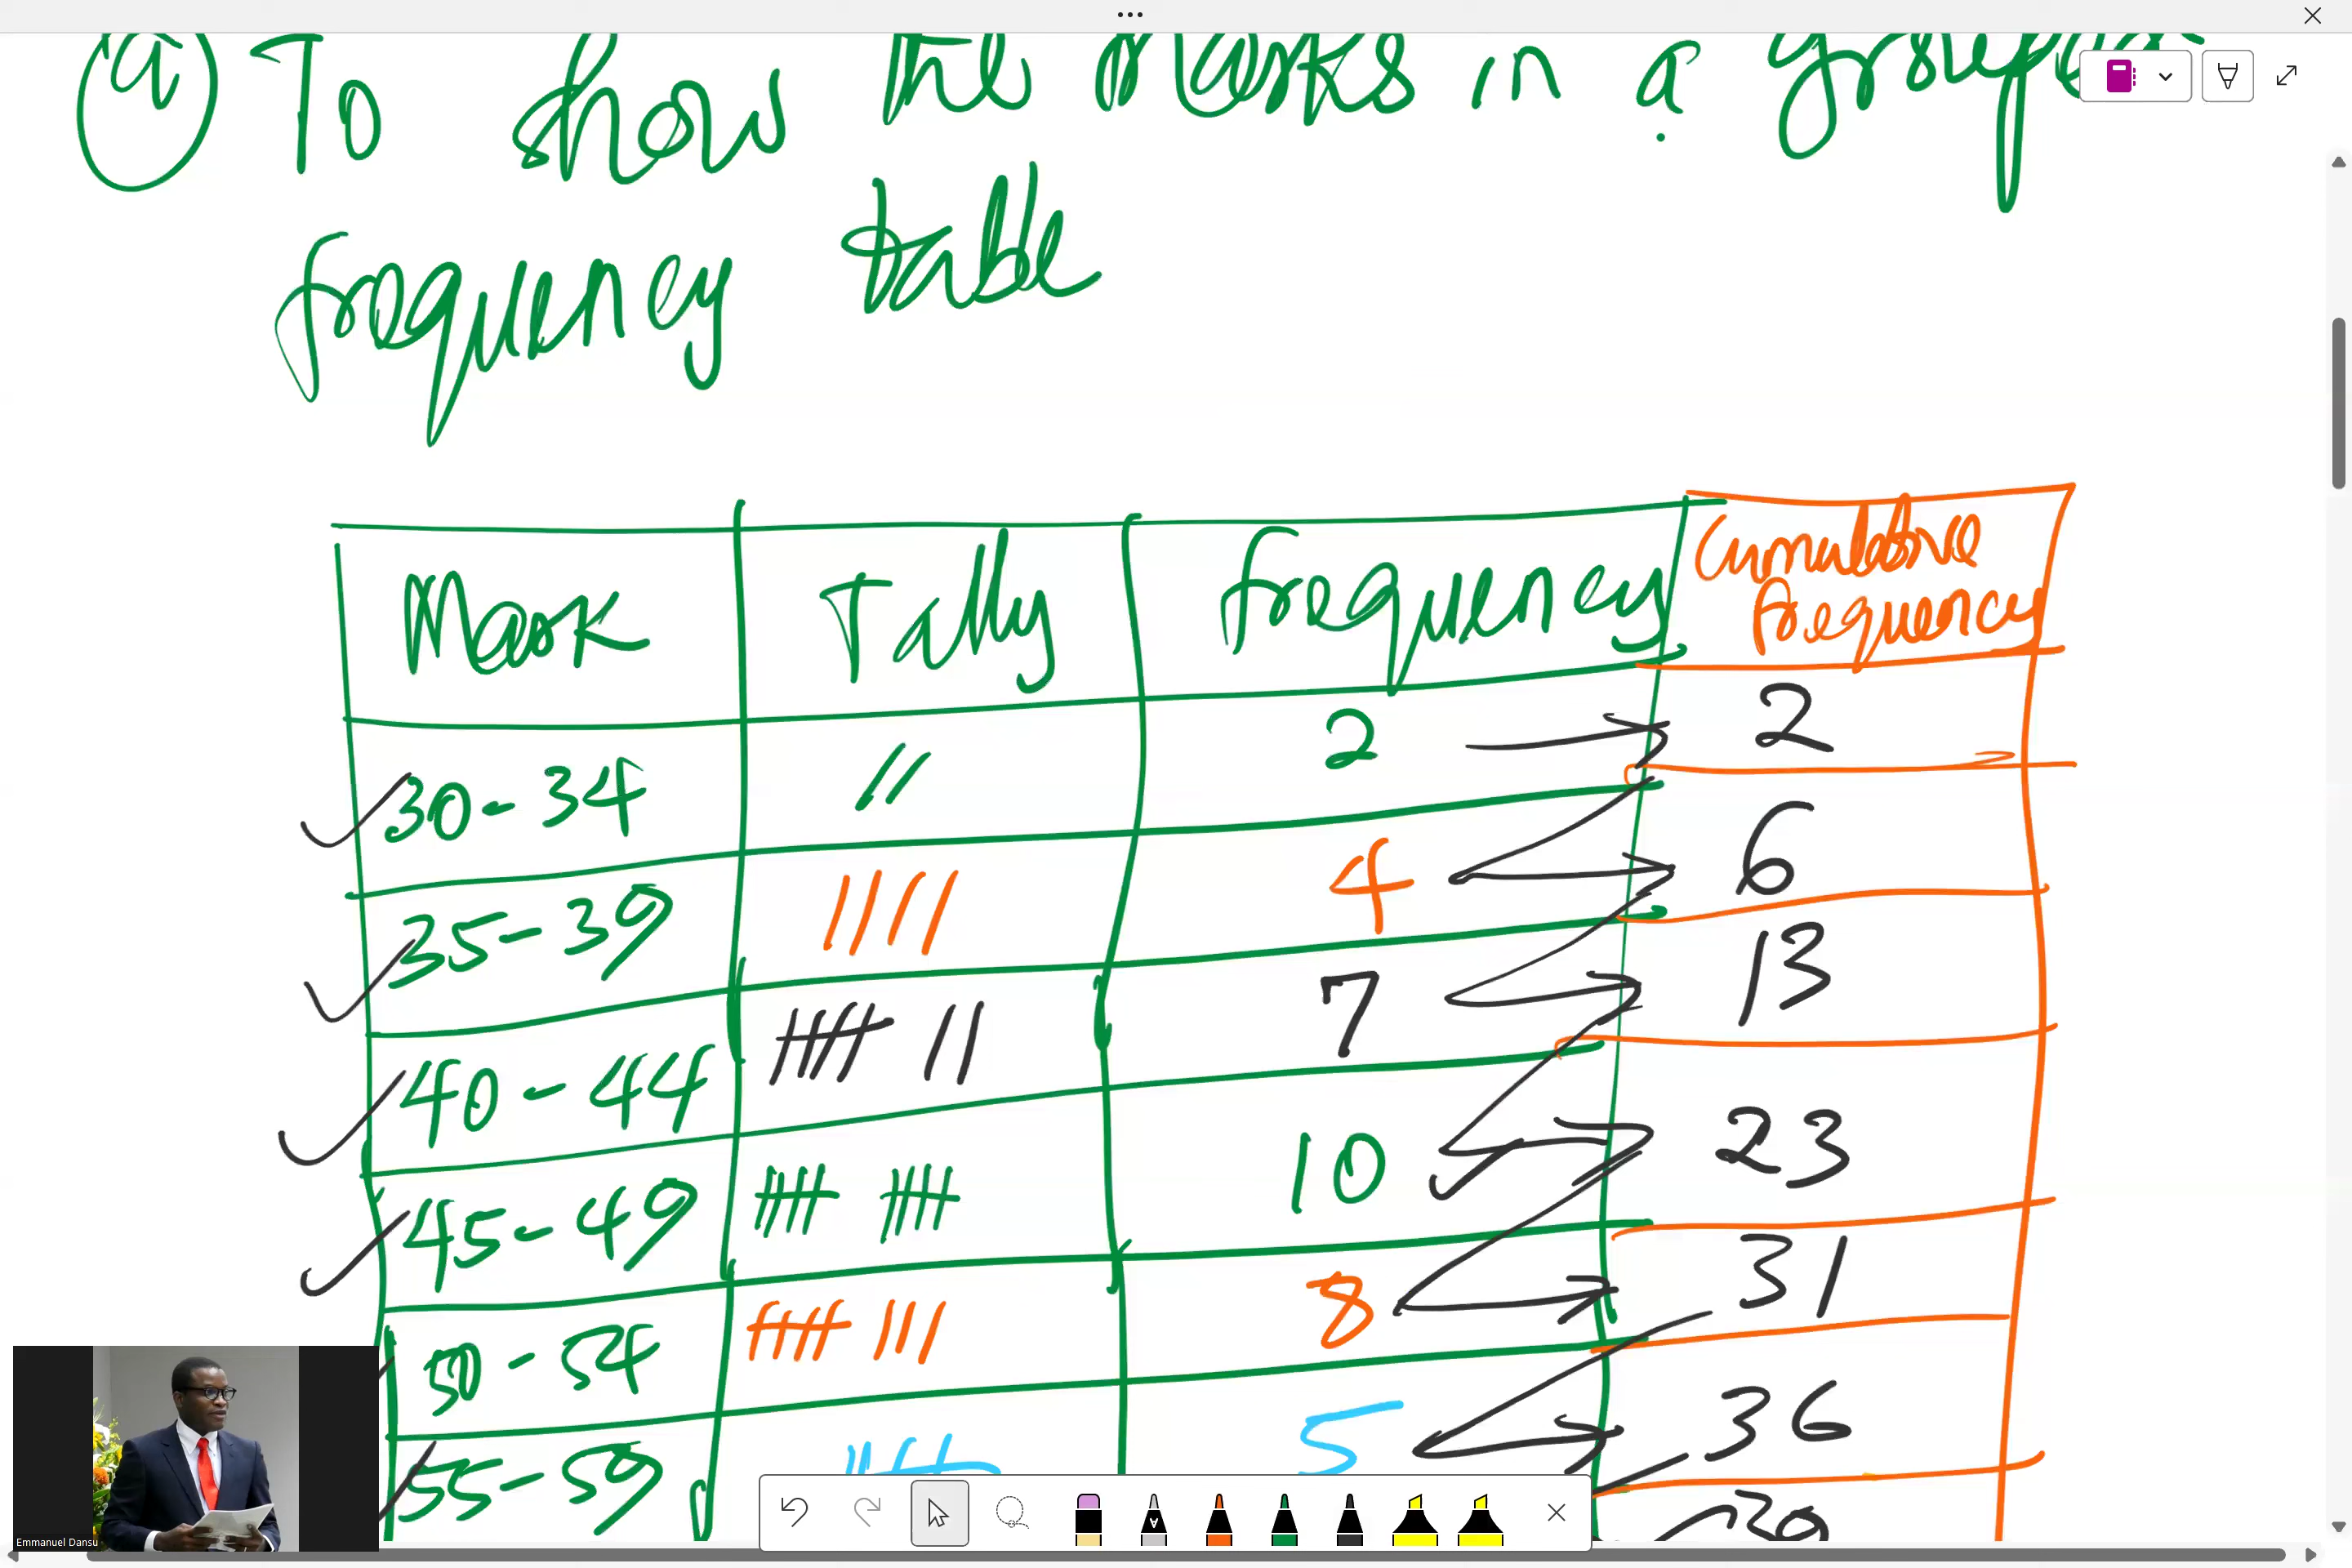 (a) To show the Marks in a grouped
frequency table
Mark Tally frequency Cumulative frequency
30 - 34 || 2 2
35 - 39 |||| 4 6
40 - 44 |||| || 7 13
45 - 49 |||| |||| 10 23
50 - 54 |||| ||| 8 31
55 - 59 5 36
39
Emmanuel Dansu